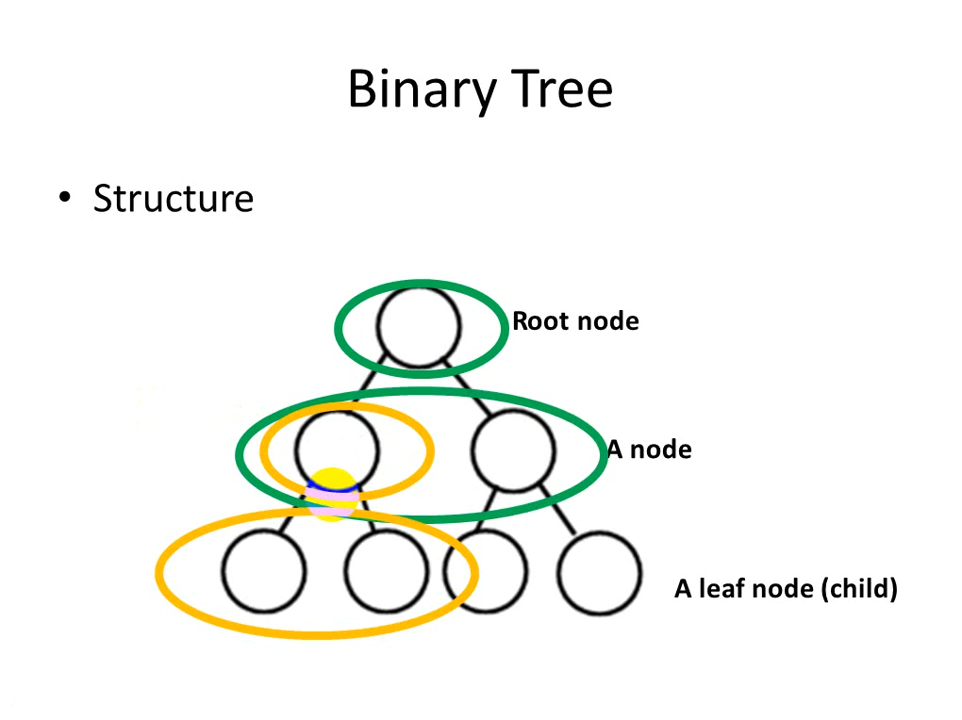 Binary Tree
• Structure
Root node
A node
A leaf node (child)